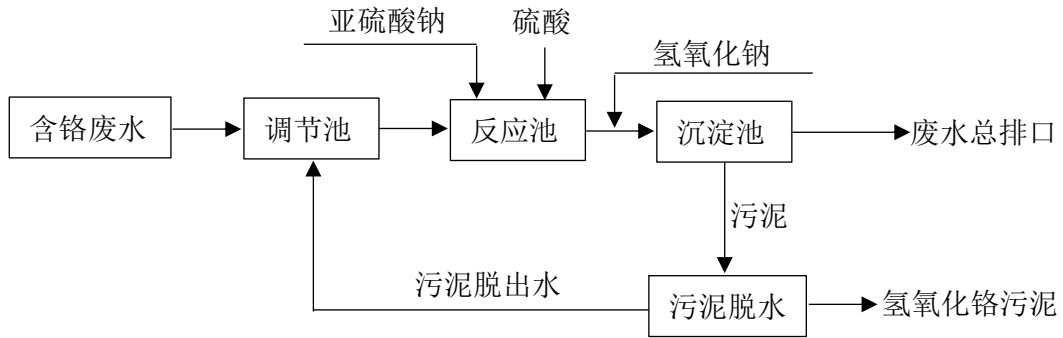 亚硫酸钠
硫酸
氢氧化钠
含铬废水
调节池
反应池
沉淀池
废水总排口
污泥
污泥脱出水
污泥脱水
氢氧化铬污泥